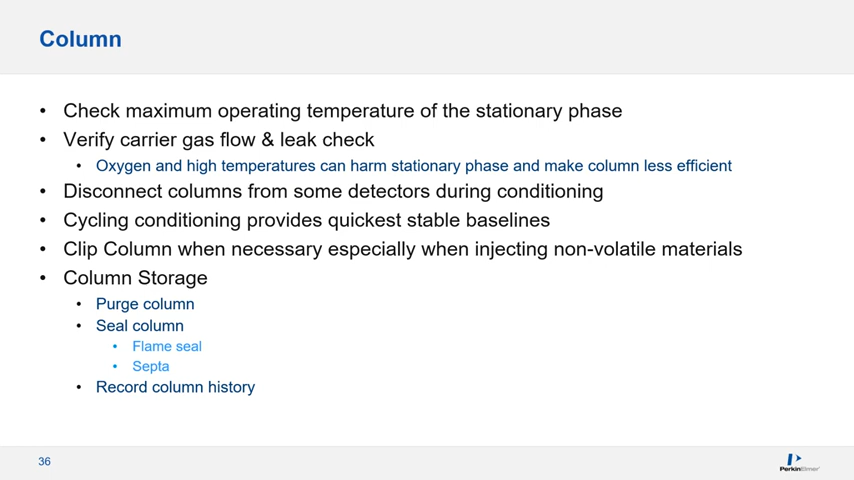 Column
• Check maximum operating temperature of the stationary phase
• Verify carrier gas flow & leak check
• Oxygen and high temperatures can harm stationary phase and make column less efficient
• Disconnect columns from some detectors during conditioning
• Cycling conditioning provides quickest stable baselines
• Clip Column when necessary especially when injecting non-volatile materials
• Column Storage
• Purge column
• Seal column
• Flame seal
• Septa
• Record column history
36
PerkinElmer